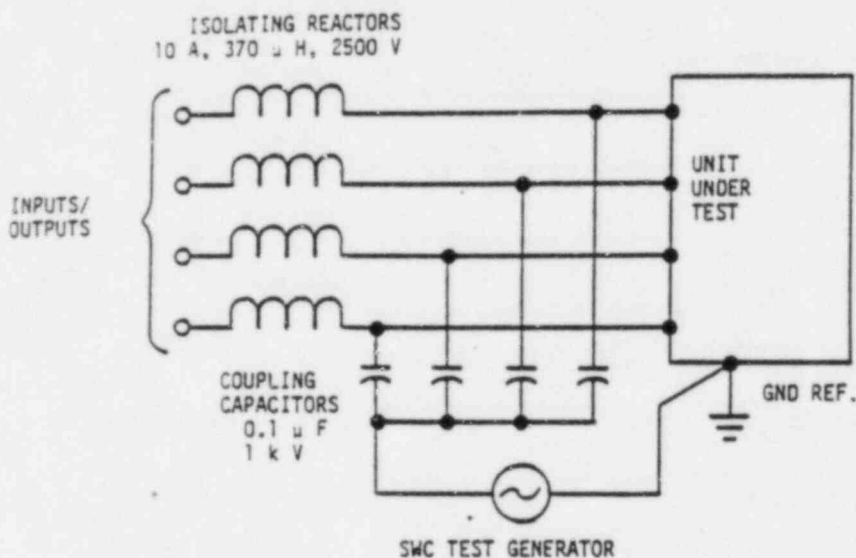 ISOLATING REACTORS
10 A, 370 μ H, 2500 V
INPUTS/
OUTPUTS
UNIT
UNDER
TEST
COUPLING
CAPACITORS
0.1 μ F
1 k V
GND REF.
SWC TEST GENERATOR